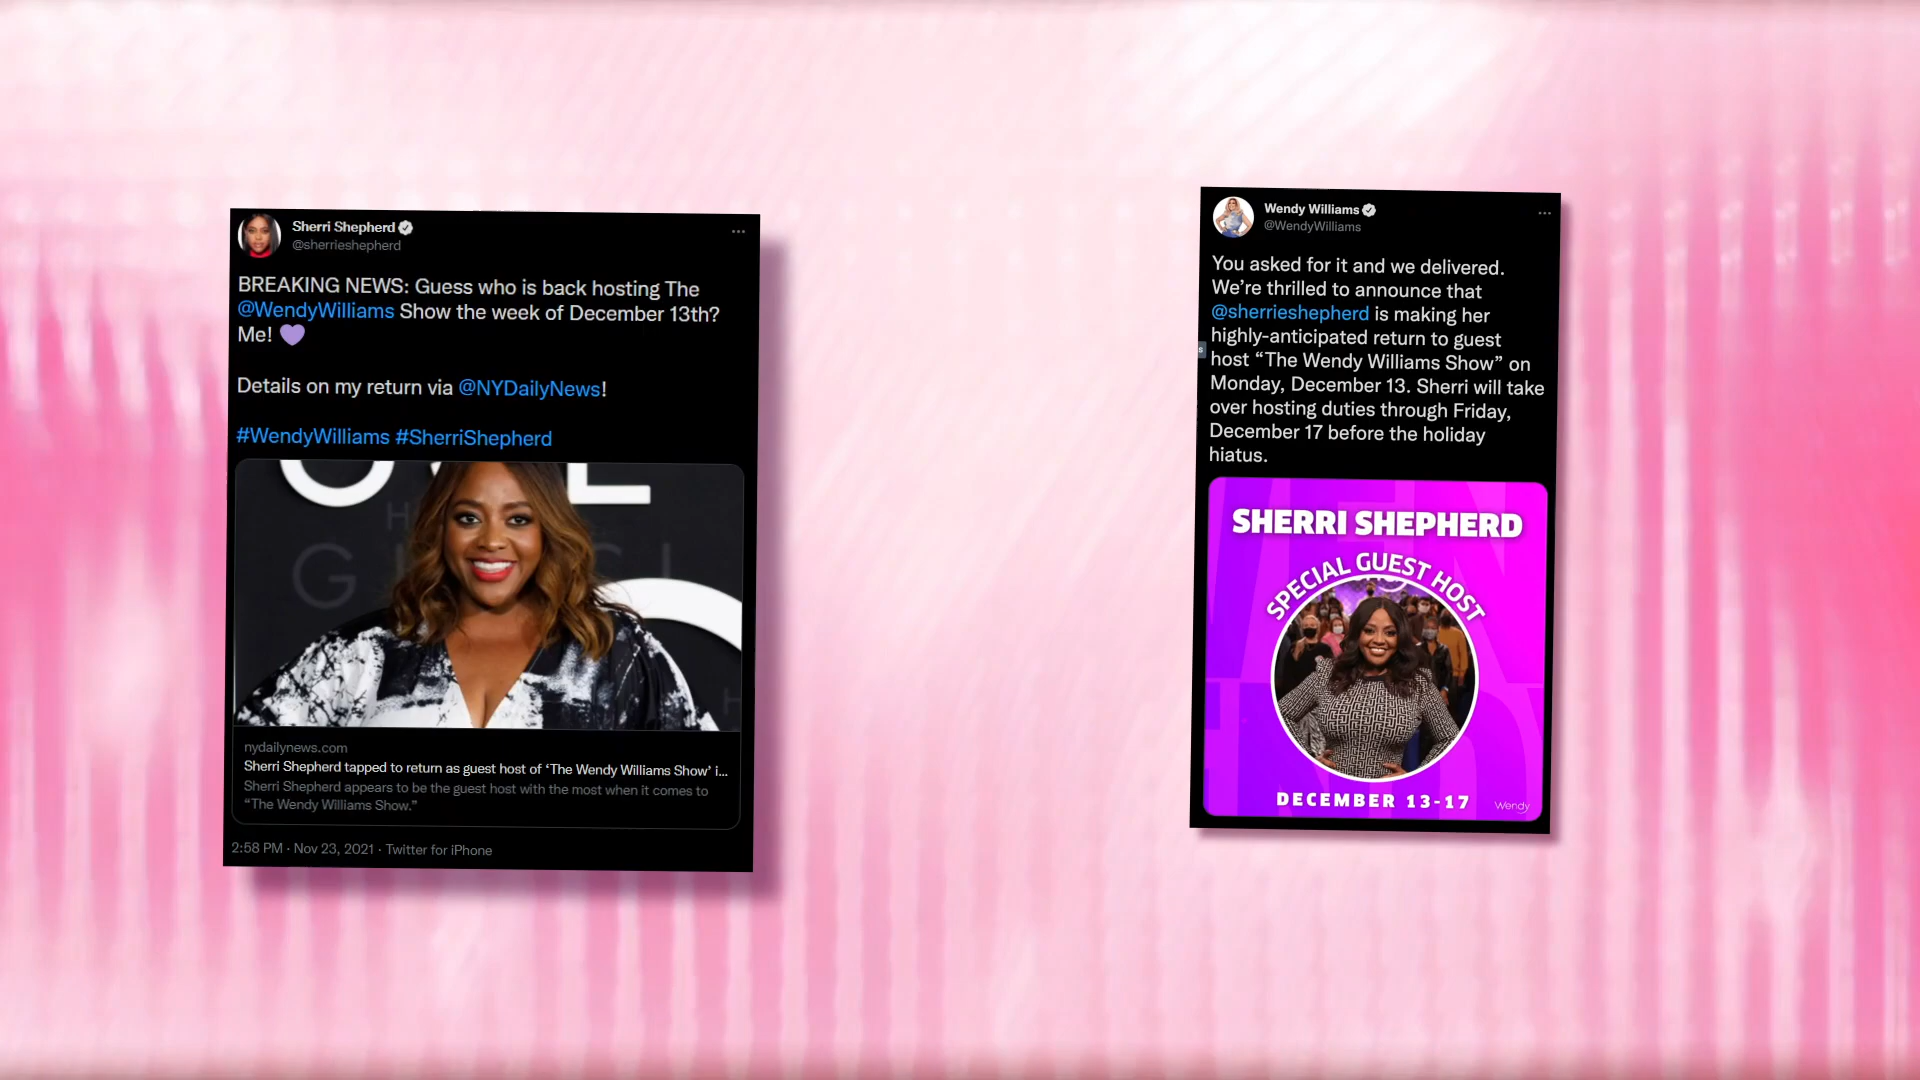 Sherri Shepherd
@sherrieshepherd
BREAKING NEWS: Guess who is back hosting The
@WendyWilliams Show the week of December 13th?
Me! 💜
Details on my return via @NYDailyNews!
#WendyWilliams #SherriShepherd
nydailynews.com
Sherri Shepherd tapped to return as guest host of ‘The Wendy Williams Show’ i...
Sherri Shepherd appears to be the guest host with the most when it comes to
“The Wendy Williams Show.”
2:58 PM · Nov 23, 2021 · Twitter for iPhone
Wendy Williams
@WendyWilliams
You asked for it and we delivered.
We’re thrilled to announce that
@sherrieshepherd is making her
highly-anticipated return to guest
host “The Wendy Williams Show” on
Monday, December 13. Sherri will take
over hosting duties through Friday,
December 17 before the holiday
hiatus.
SHERRI SHEPHERD
SPECIAL GUEST HOST
DECEMBER 13-17
Wendy